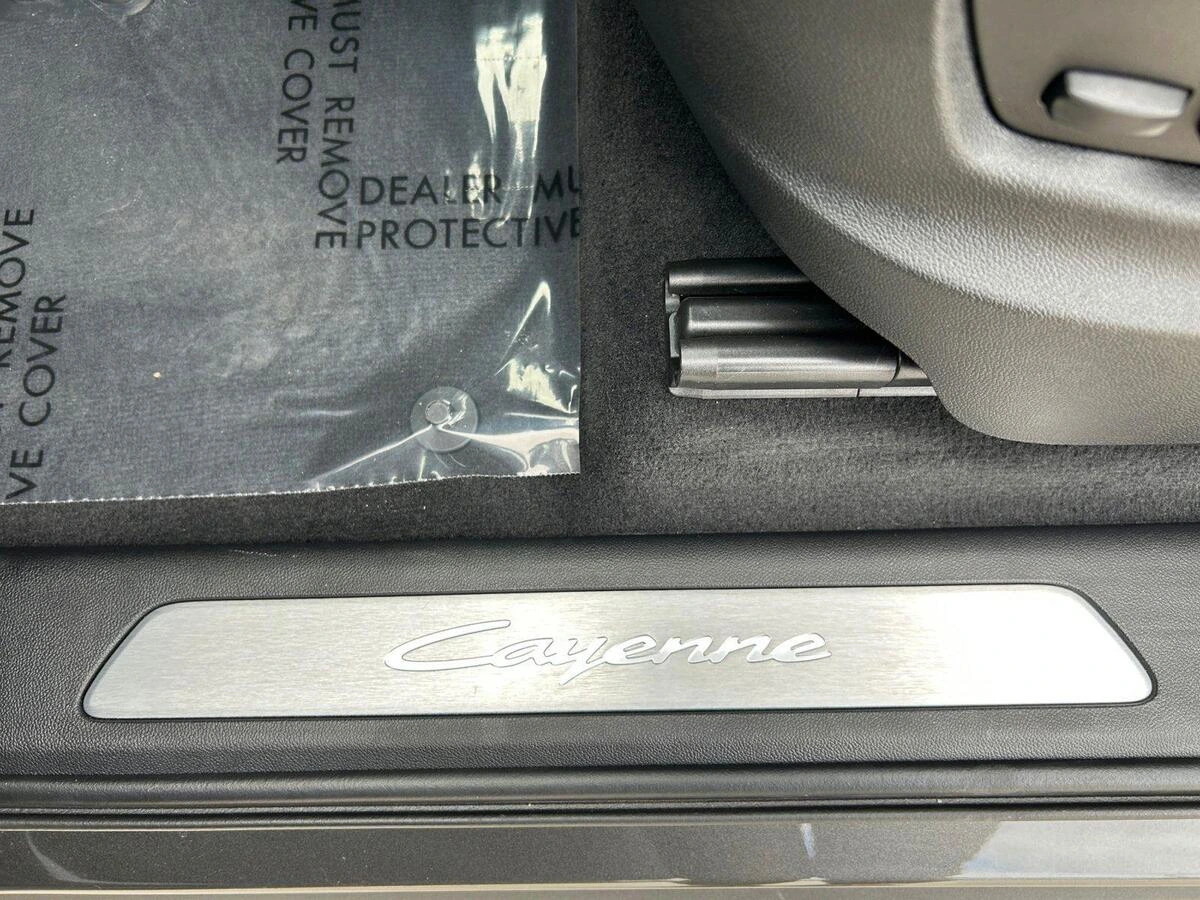 MUST REMOVE
VE COVER
DEALER MU
PROTECTIVE
REMOVE
VE COVER
Cayenne